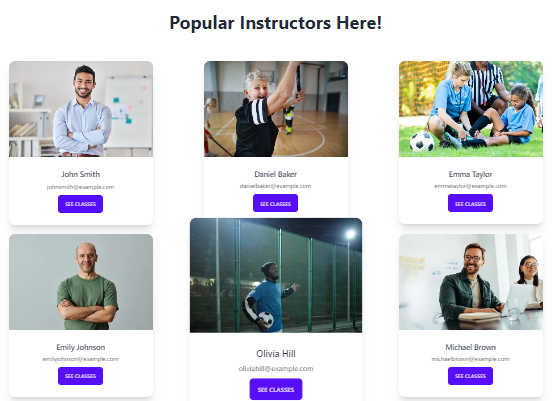 Popular Instructors Here!
John Smith
johnsmith@example.com
SEE CLASSES
Daniel Baker
danielbaker@example.com
SEE CLASSES
Emma Taylor
emmataylor@example.com
SEE CLASSES
Emily Johnson
emilyjohnson@example.com
SEE CLASSES
Olivia Hill
oliviahill@example.com
SEE CLASSES
Michael Brown
michaelbrown@example.com
SEE CLASSES